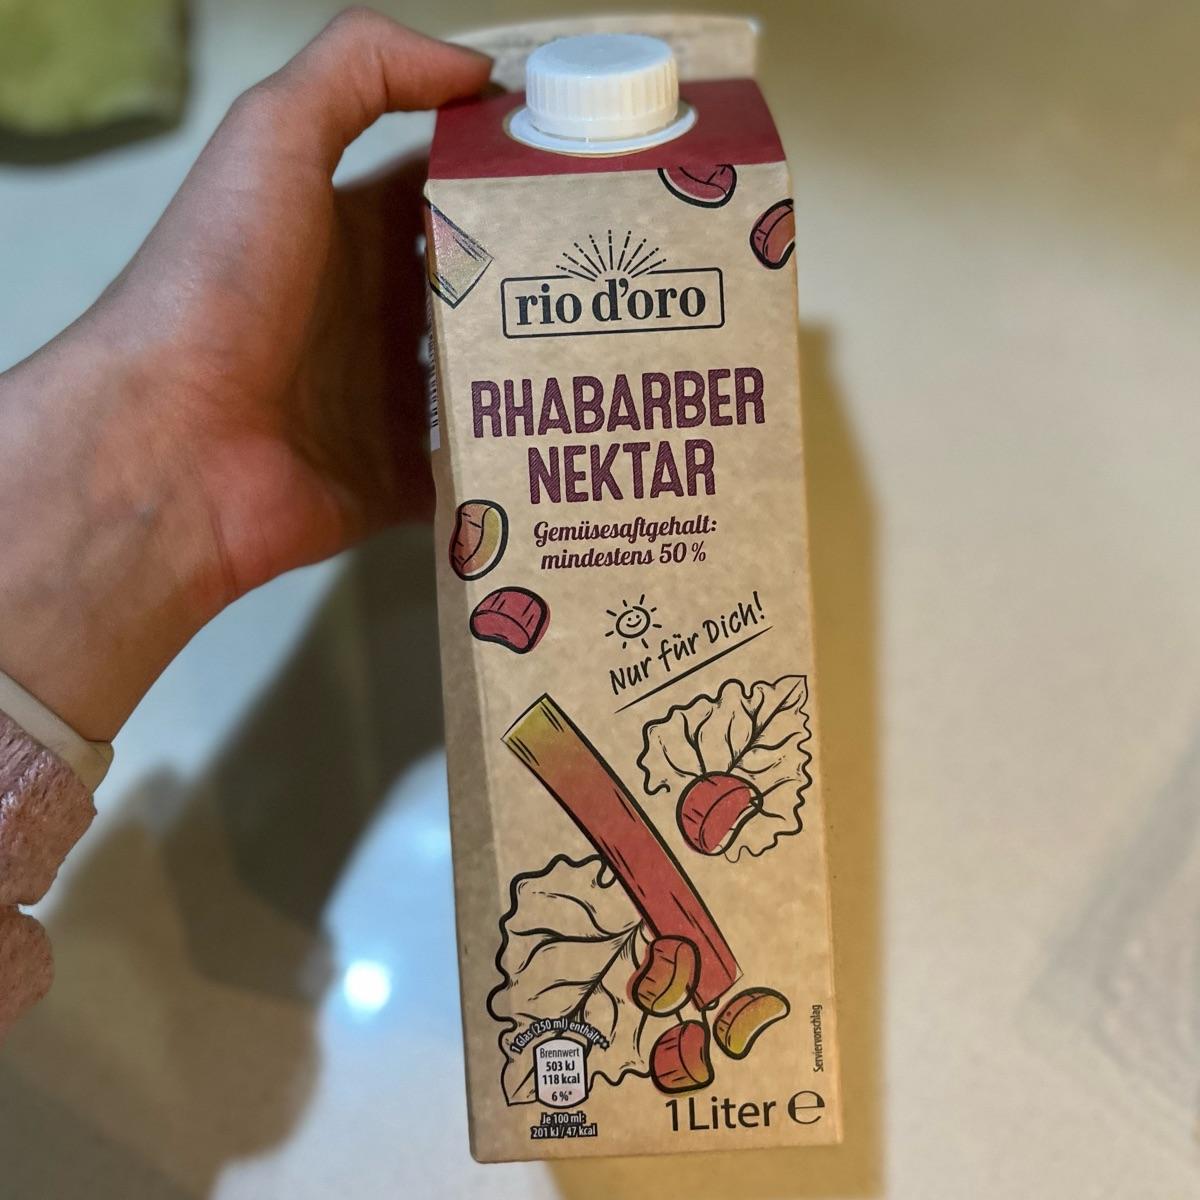 rio d'oro
RHABARBER
NEKTAR
Gemüsesaftgehalt:
mindestens 50 %
Nur für Dich!
1 Glas (250 ml) enthält**
Brennwert
503 kJ
118 kcal
6 %*
Je 100 ml:
201 kJ / 47 kcal
Serviervorschlag
1 Liter ℮